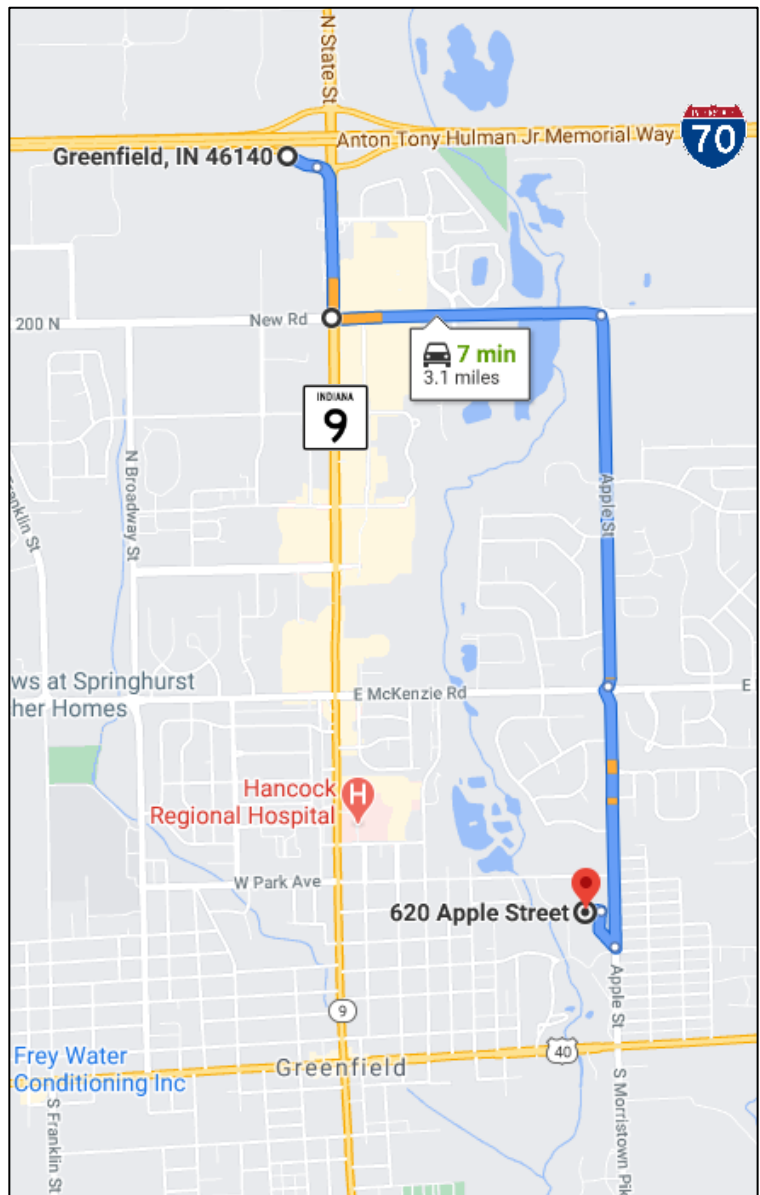 N State St
Anton Tony Hulman Jr Memorial Way
70
Greenfield, IN 46140
200 N
New Rd
7 min
3.1 miles
INDIANA
9
N Broadway St
Franklin St
Apple St
ws at Springhurst
her Homes
E McKenzie Rd
E
Hancock
Regional Hospital
H
W Park Ave
620 Apple Street
Apple St
9
40
Frey Water
Conditioning Inc
Greenfield
S Franklin St
S Morristown Pik